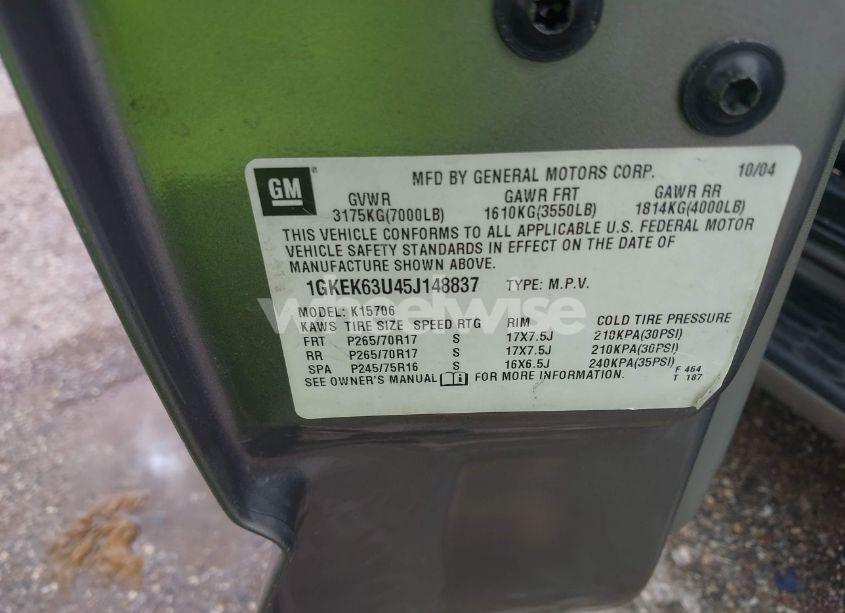 GM
MFD BY GENERAL MOTORS CORP. 10/04
GVWR GAWR FRT GAWR RR
3175KG(7000LB) 1610KG(3550LB) 1814KG(4000LB)
THIS VEHICLE CONFORMS TO ALL APPLICABLE U.S. FEDERAL MOTOR
VEHICLE SAFETY STANDARDS IN EFFECT ON THE DATE OF
MANUFACTURE SHOWN ABOVE.
1GKEK63U45J148837 TYPE: M.P.V.
wheelwise
MODEL: K15706
KAWS TIRE SIZE SPEED RTG RIM COLD TIRE PRESSURE
FRT P265/70R17 S 17X7.5J 210KPA(30PSI)
RR P265/70R17 S 17X7.5J 210KPA(30PSI)
SPA P245/75R16 S 16X6.5J 240KPA(35PSI)
SEE OWNER'S MANUAL FOR MORE INFORMATION. F 464
T 187